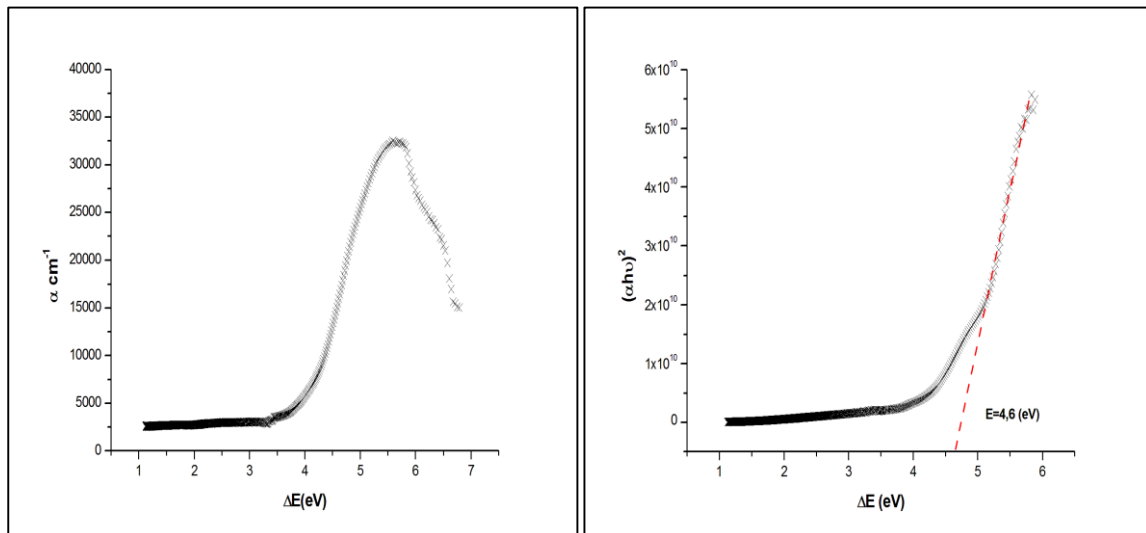 40000
35000
30000
25000
20000
15000
10000
5000
0
α cm⁻¹
1 2 3 4 5 6 7
ΔE(eV)
6x10¹⁰
5x10¹⁰
4x10¹⁰
3x10¹⁰
2x10¹⁰
1x10¹⁰
0
(αhυ)²
E=4,6 (eV)
1 2 3 4 5 6
ΔE (eV)